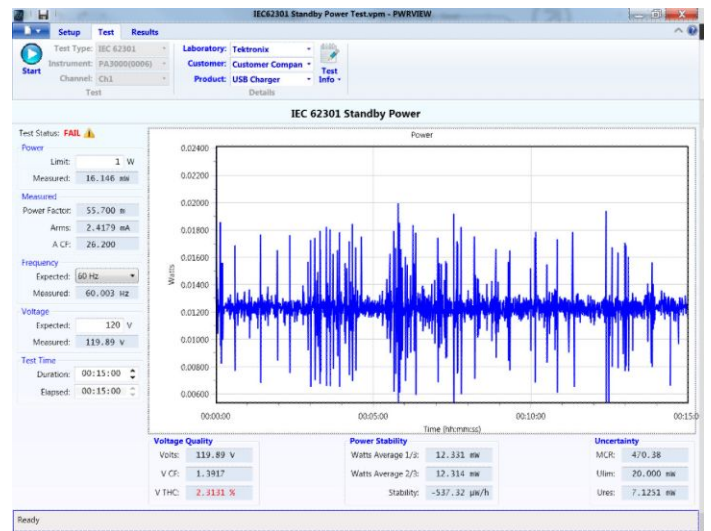 IEC62301 Standby Power Test.vpm - PWRVIEW
Setup Test Results
Start
Test Type: IEC 62301
Instrument: PA3000(0006)
Channel: Ch1
Test
Laboratory: Tektronix
Customer: Customer Compan
Product: USB Charger
Details
Test Info
IEC 62301 Standby Power
Test Status: FAIL
Power
Limit: 1 W
Measured: 16.146 mW
Measured
Power Factor: 55.700 m
Arms: 2.4179 mA
A CF: 26.200
Frequency
Expected: 60 Hz
Measured: 60.003 Hz
Voltage
Expected: 120 V
Measured: 119.89 V
Test Time
Duration: 00:15:00
Elapsed: 00:15:00
Power
0.02400
0.02200
0.02000
0.01800
0.01600
0.01400
0.01200
0.01000
0.00800
0.00600
Watts
00:00:00 00:05:00 00:10:00 00:15:0
Time (hh:mm:ss)
Voltage Quality
Volts: 119.89 V
V CF: 1.3917
V THC: 2.3131 %
Power Stability
Watts Average 1/3: 12.331 mW
Watts Average 2/3: 12.314 mW
Stability: -537.32 µW/h
Uncertainty
MCR: 470.38
Ulim: 20.000 mW
Ures: 7.1251 mW
Ready